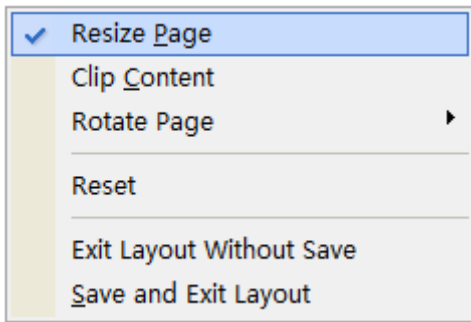 Resize Page
Clip Content
Rotate Page
Reset
Exit Layout Without Save
Save and Exit Layout